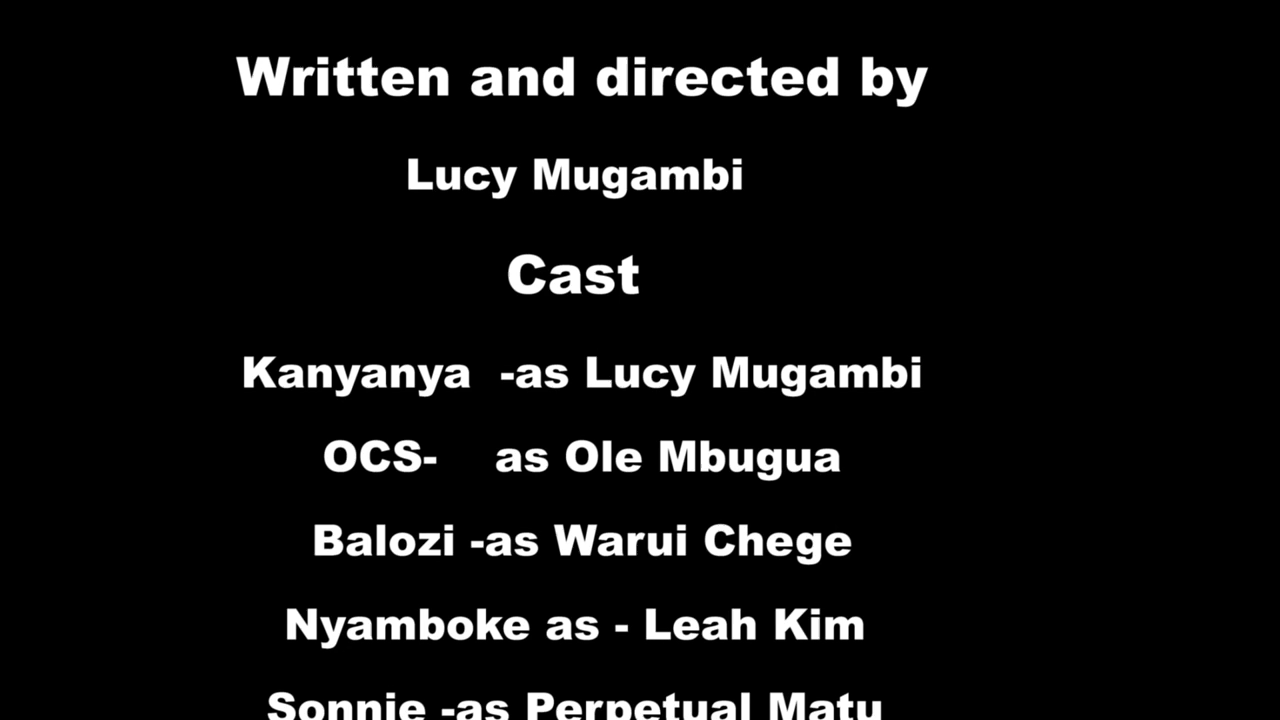 Written and directed by
Lucy Mugambi
Cast
Kanyanya -as Lucy Mugambi
OCS- as Ole Mbugua
Balozi -as Warui Chege
Nyamboke as - Leah Kim
Sonnie -as Perpetual Matu